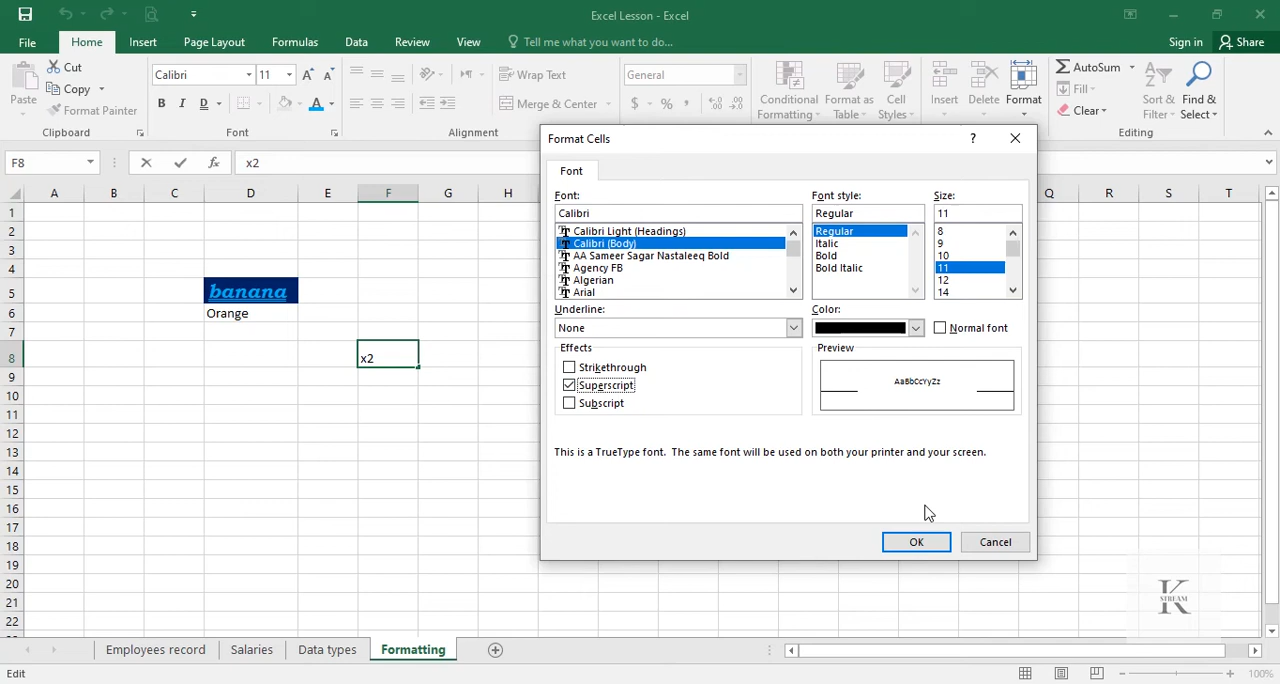 Excel Lesson - Excel
File Home Insert Page Layout Formulas Data Review View Tell me what you want to do... Sign in Share
Paste Cut Copy Format Painter Clipboard
Calibri 11 B I D A Font
Wrap Text Merge & Center Alignment
General $ % ,
Conditional Formatting Format as Table Cell Styles
Insert Delete Format
AutoSum Fill Clear Sort & Filter Find & Select Editing
F8 fx x2
A B C D E F G H Q R S T
1
2
3
4
5 banana
6 Orange
7
8 x2
9
10
11
12
13
14
15
16
17
18
19
20
21
22
Format Cells ?
Font
Font: Font style: Size:
Calibri Regular 11
Calibri Light (Headings) Regular 8
Calibri (Body) Italic 9
AA Sameer Sagar Nastaleeq Bold Bold 10
Agency FB Bold Italic 11
Algerian 12
Arial 14
Underline: Color:
None Normal font
Effects Preview
Strikethrough
Superscript AaBbCcYyZz
Subscript
This is a TrueType font. The same font will be used on both your printer and your screen.
OK Cancel
K
STREAM
Employees record Salaries Data types Formatting
Edit 100%